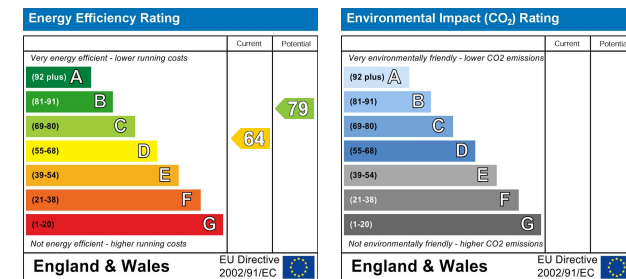 Energy Efficiency Rating
Current Potential
Very energy efficient - lower running costs
(92 plus) A
(81-91) B
79
(69-80) C
64
(55-68) D
(39-54) E
(21-38) F
(1-20) G
Not energy efficient - higher running costs
England & Wales
EU Directive
2002/91/EC
Environmental Impact (CO₂) Rating
Current Potentia
Very environmentally friendly - lower CO2 emissions
(92 plus) A
(81-91) B
(69-80) C
(55-68) D
(39-54) E
(21-38) F
(1-20) G
Not environmentally friendly - higher CO2 emissions
England & Wales
EU Directive
2002/91/EC